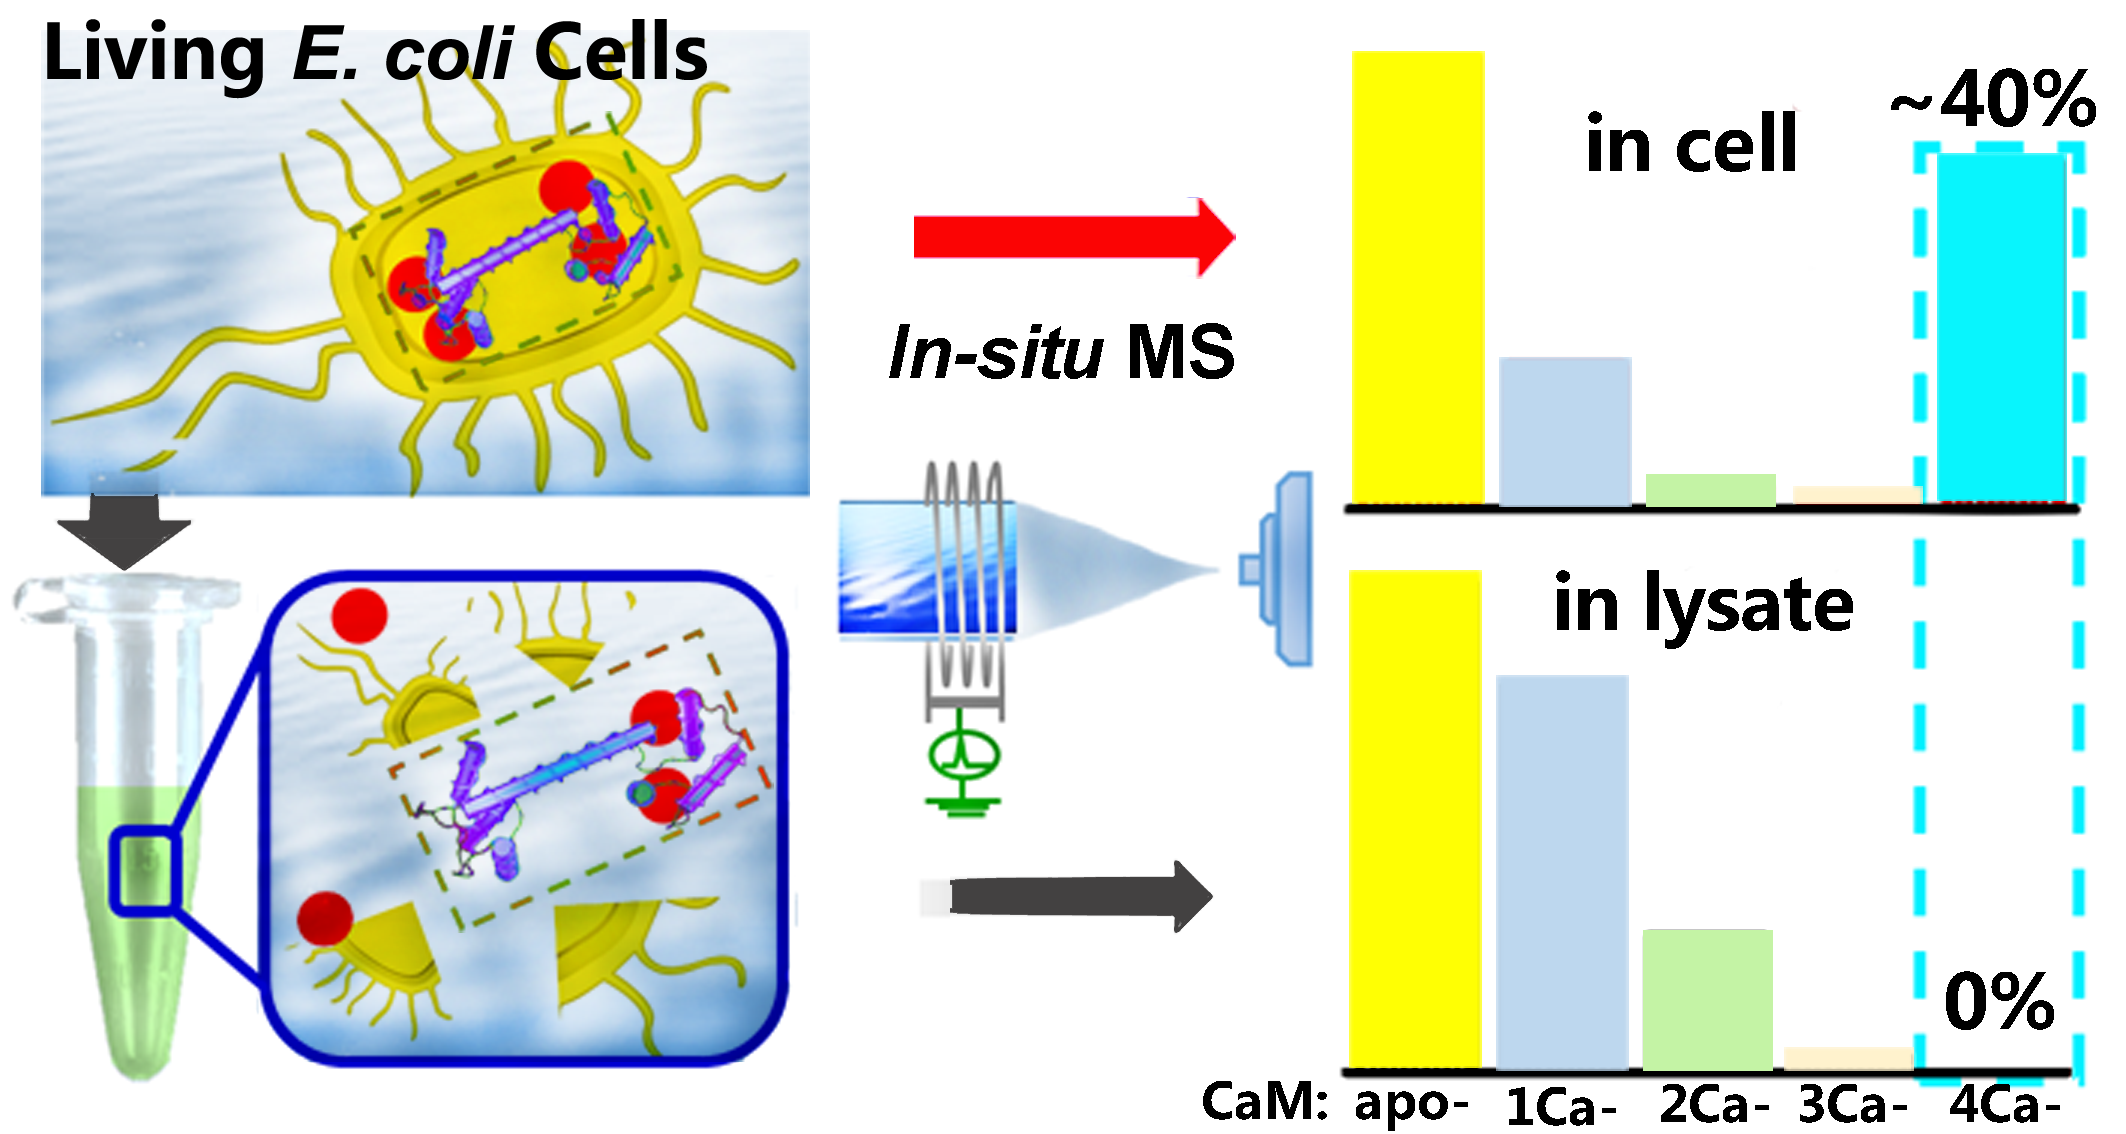 Living E. coli Cells
In-situ MS
in cell
~40%
in lysate
0%
CaM: apo- 1Ca- 2Ca- 3Ca- 4Ca-